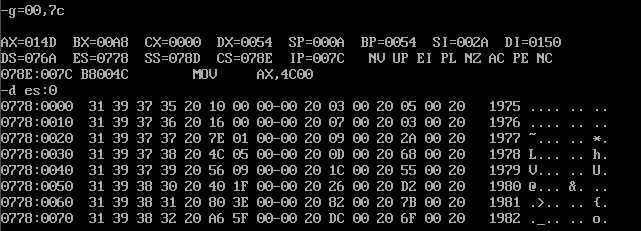 -g=00,7c
AX=014D  BX=00A8  CX=0000  DX=0054  SP=000A  BP=0054  SI=002A  DI=0150
DS=076A  ES=0778  SS=078D  CS=078E  IP=007C   NV UP EI PL NZ AC PE NC
078E:007C B8004C        MOV     AX,4C00
-d es:0
0778:0000  31 39 37 35 20 10 00 00-00 20 03 00 20 05 00 20   1975 .... .. ..
0778:0010  31 39 37 36 20 16 00 00-00 20 07 00 20 03 00 20   1976 .... .. ..
0778:0020  31 39 37 37 20 7E 01 00-00 20 09 00 20 2A 00 20   1977 ~... .. *.
0778:0030  31 39 37 38 20 4C 05 00-00 20 0D 00 20 68 00 20   1978 L... .. h.
0778:0040  31 39 37 39 20 56 09 00-00 20 1C 00 20 55 00 20   1979 V... .. U.
0778:0050  31 39 38 30 20 40 1F 00-00 20 26 00 20 D2 00 20   1980 @... &. ..
0778:0060  31 39 38 31 20 80 3E 00-00 20 82 00 20 7B 00 20   1981 .>.. .. {.
0778:0070  31 39 38 32 20 A6 5F 00-00 20 DC 00 20 6F 00 20   1982 ._.. .. o.